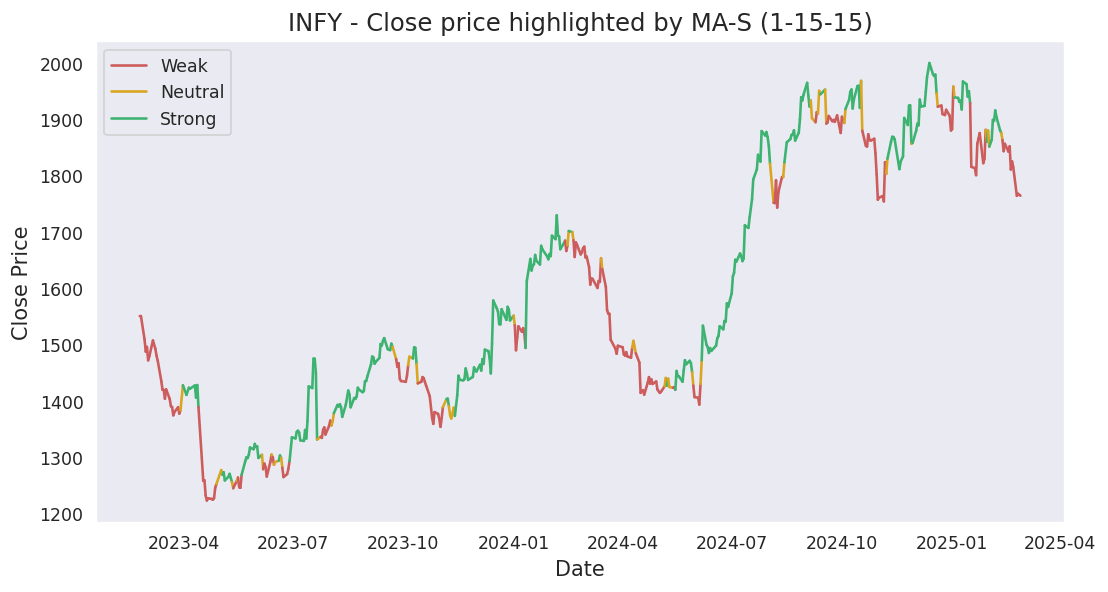 INFY - Close price highlighted by MA-S (1-15-15)
Weak
Neutral
Strong
Close Price
2000
1900
1800
1700
1600
1500
1400
1300
1200
2023-04 2023-07 2023-10 2024-01 2024-04 2024-07 2024-10 2025-01 2025-04
Date